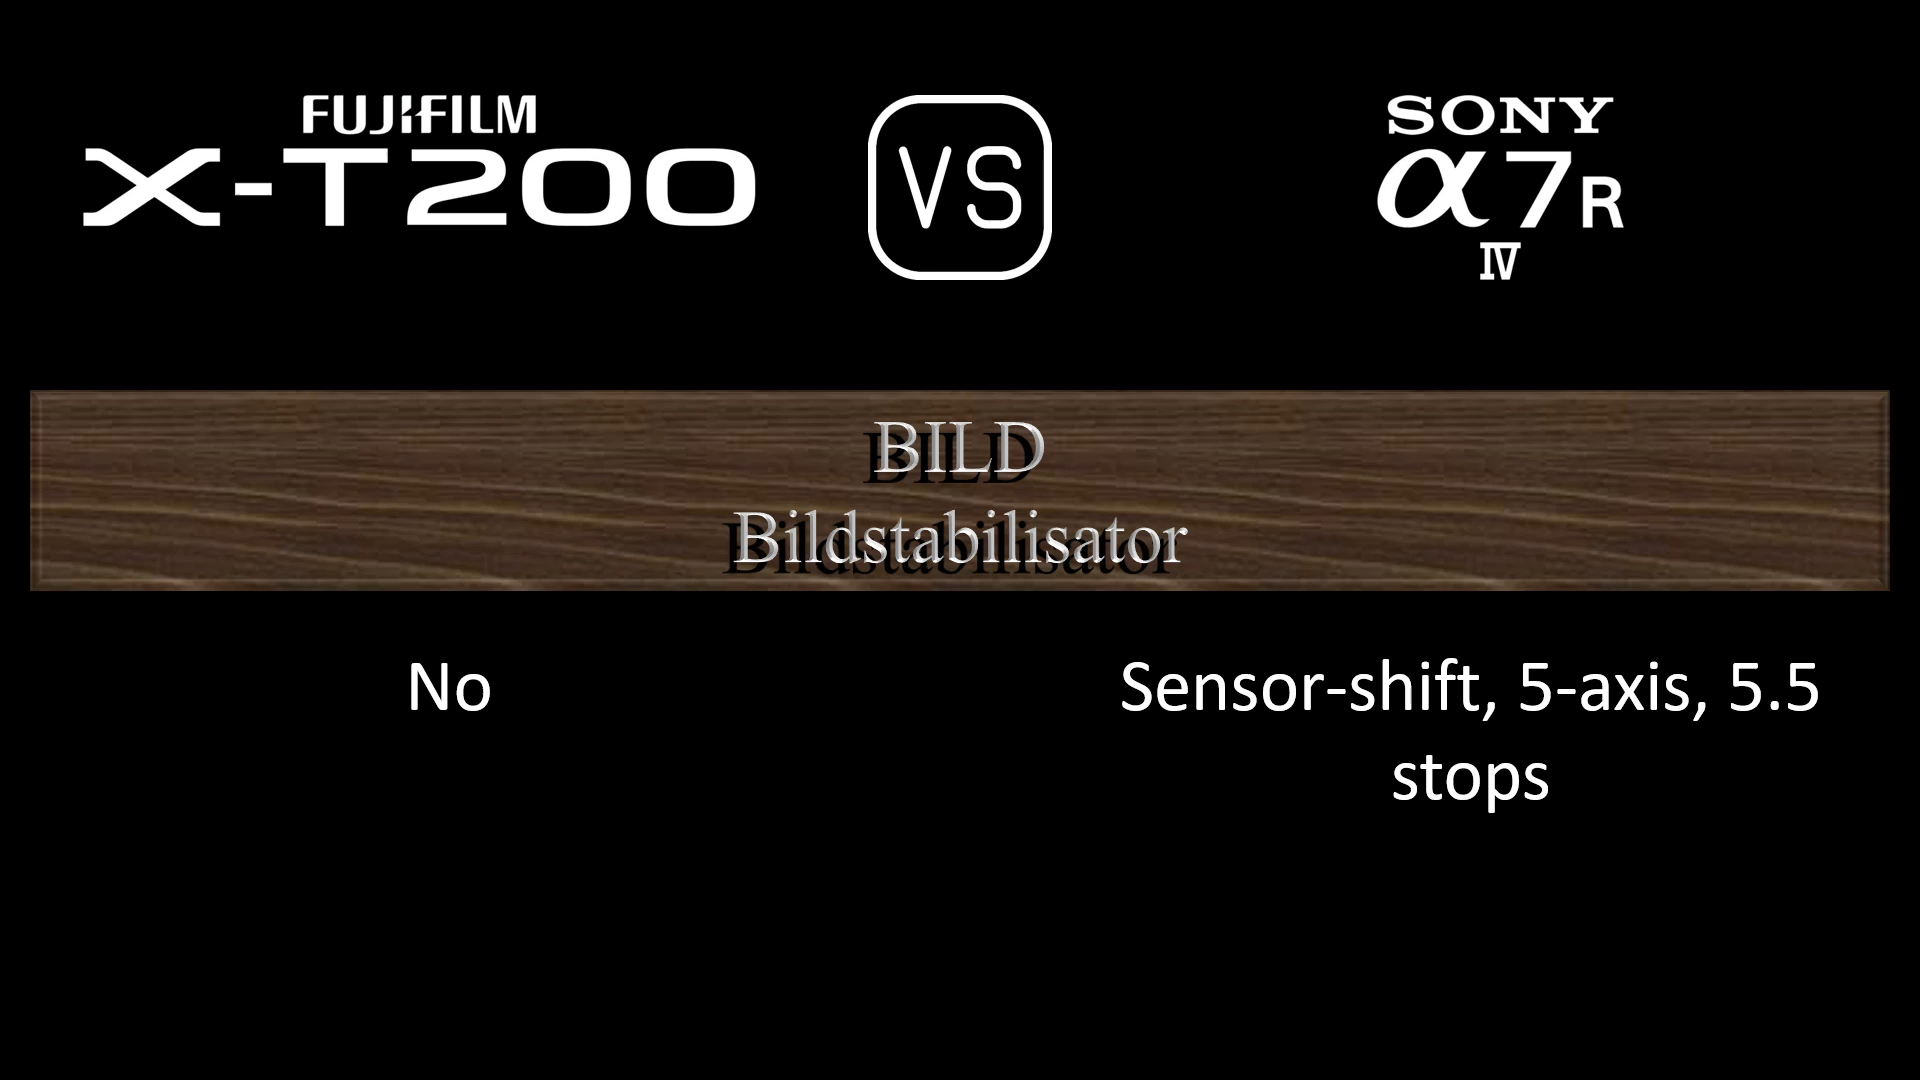 FUJIFILM
X-T200
VS
SONY
α7R
IV
BILD
Bildstabilisator
No
Sensor-shift, 5-axis, 5.5
stops